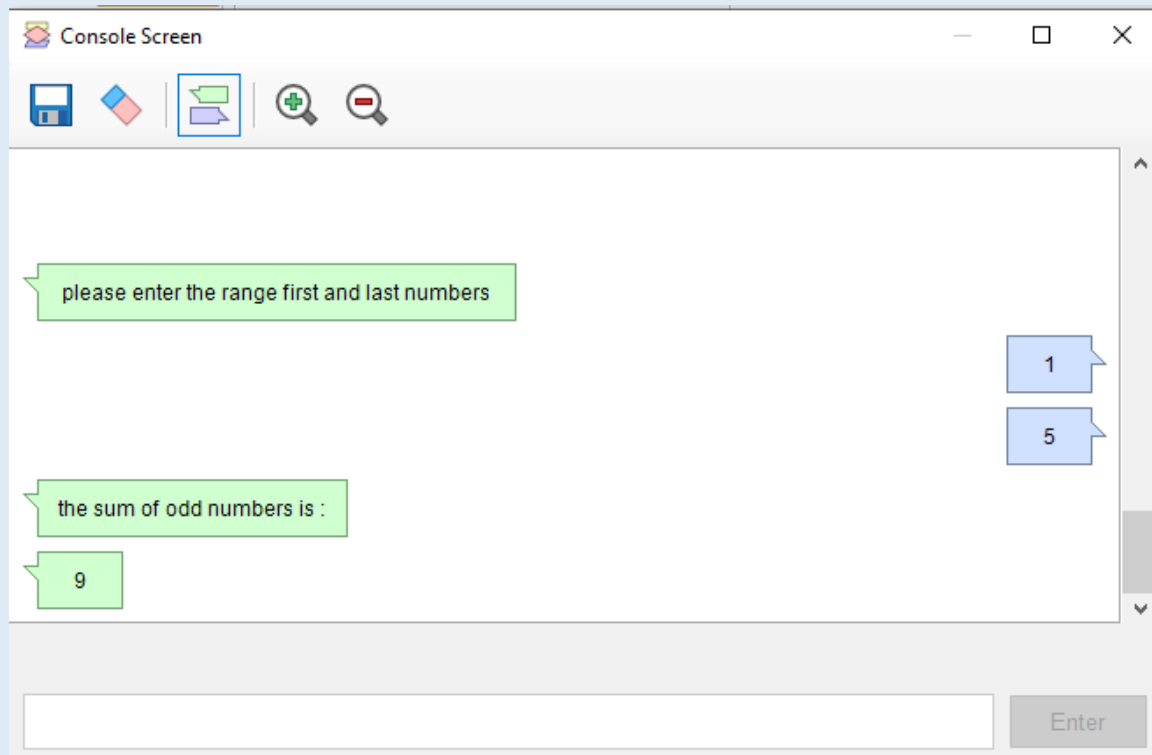 Console Screen
please enter the range first and last numbers
1
5
the sum of odd numbers is :
9
Enter